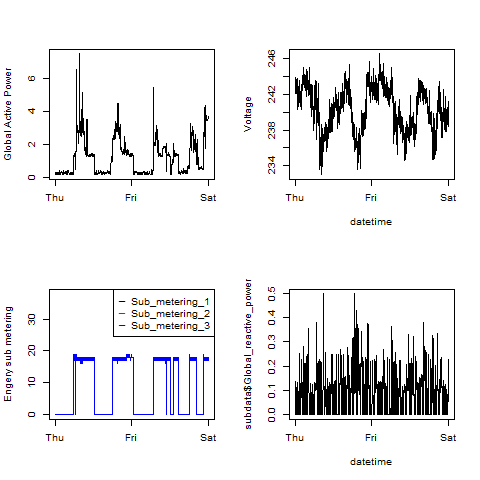 Global Active Power
0 2 4 6
Thu Fri Sat
Voltage
234 238 242 246
Thu Fri Sat
datetime
Engery sub metering
0 10 20 30
Sub_metering_1
Sub_metering_2
Sub_metering_3
Thu Fri Sat
subdata$Global_reactive_power
0.0 0.1 0.2 0.3 0.4 0.5
Thu Fri Sat
datetime